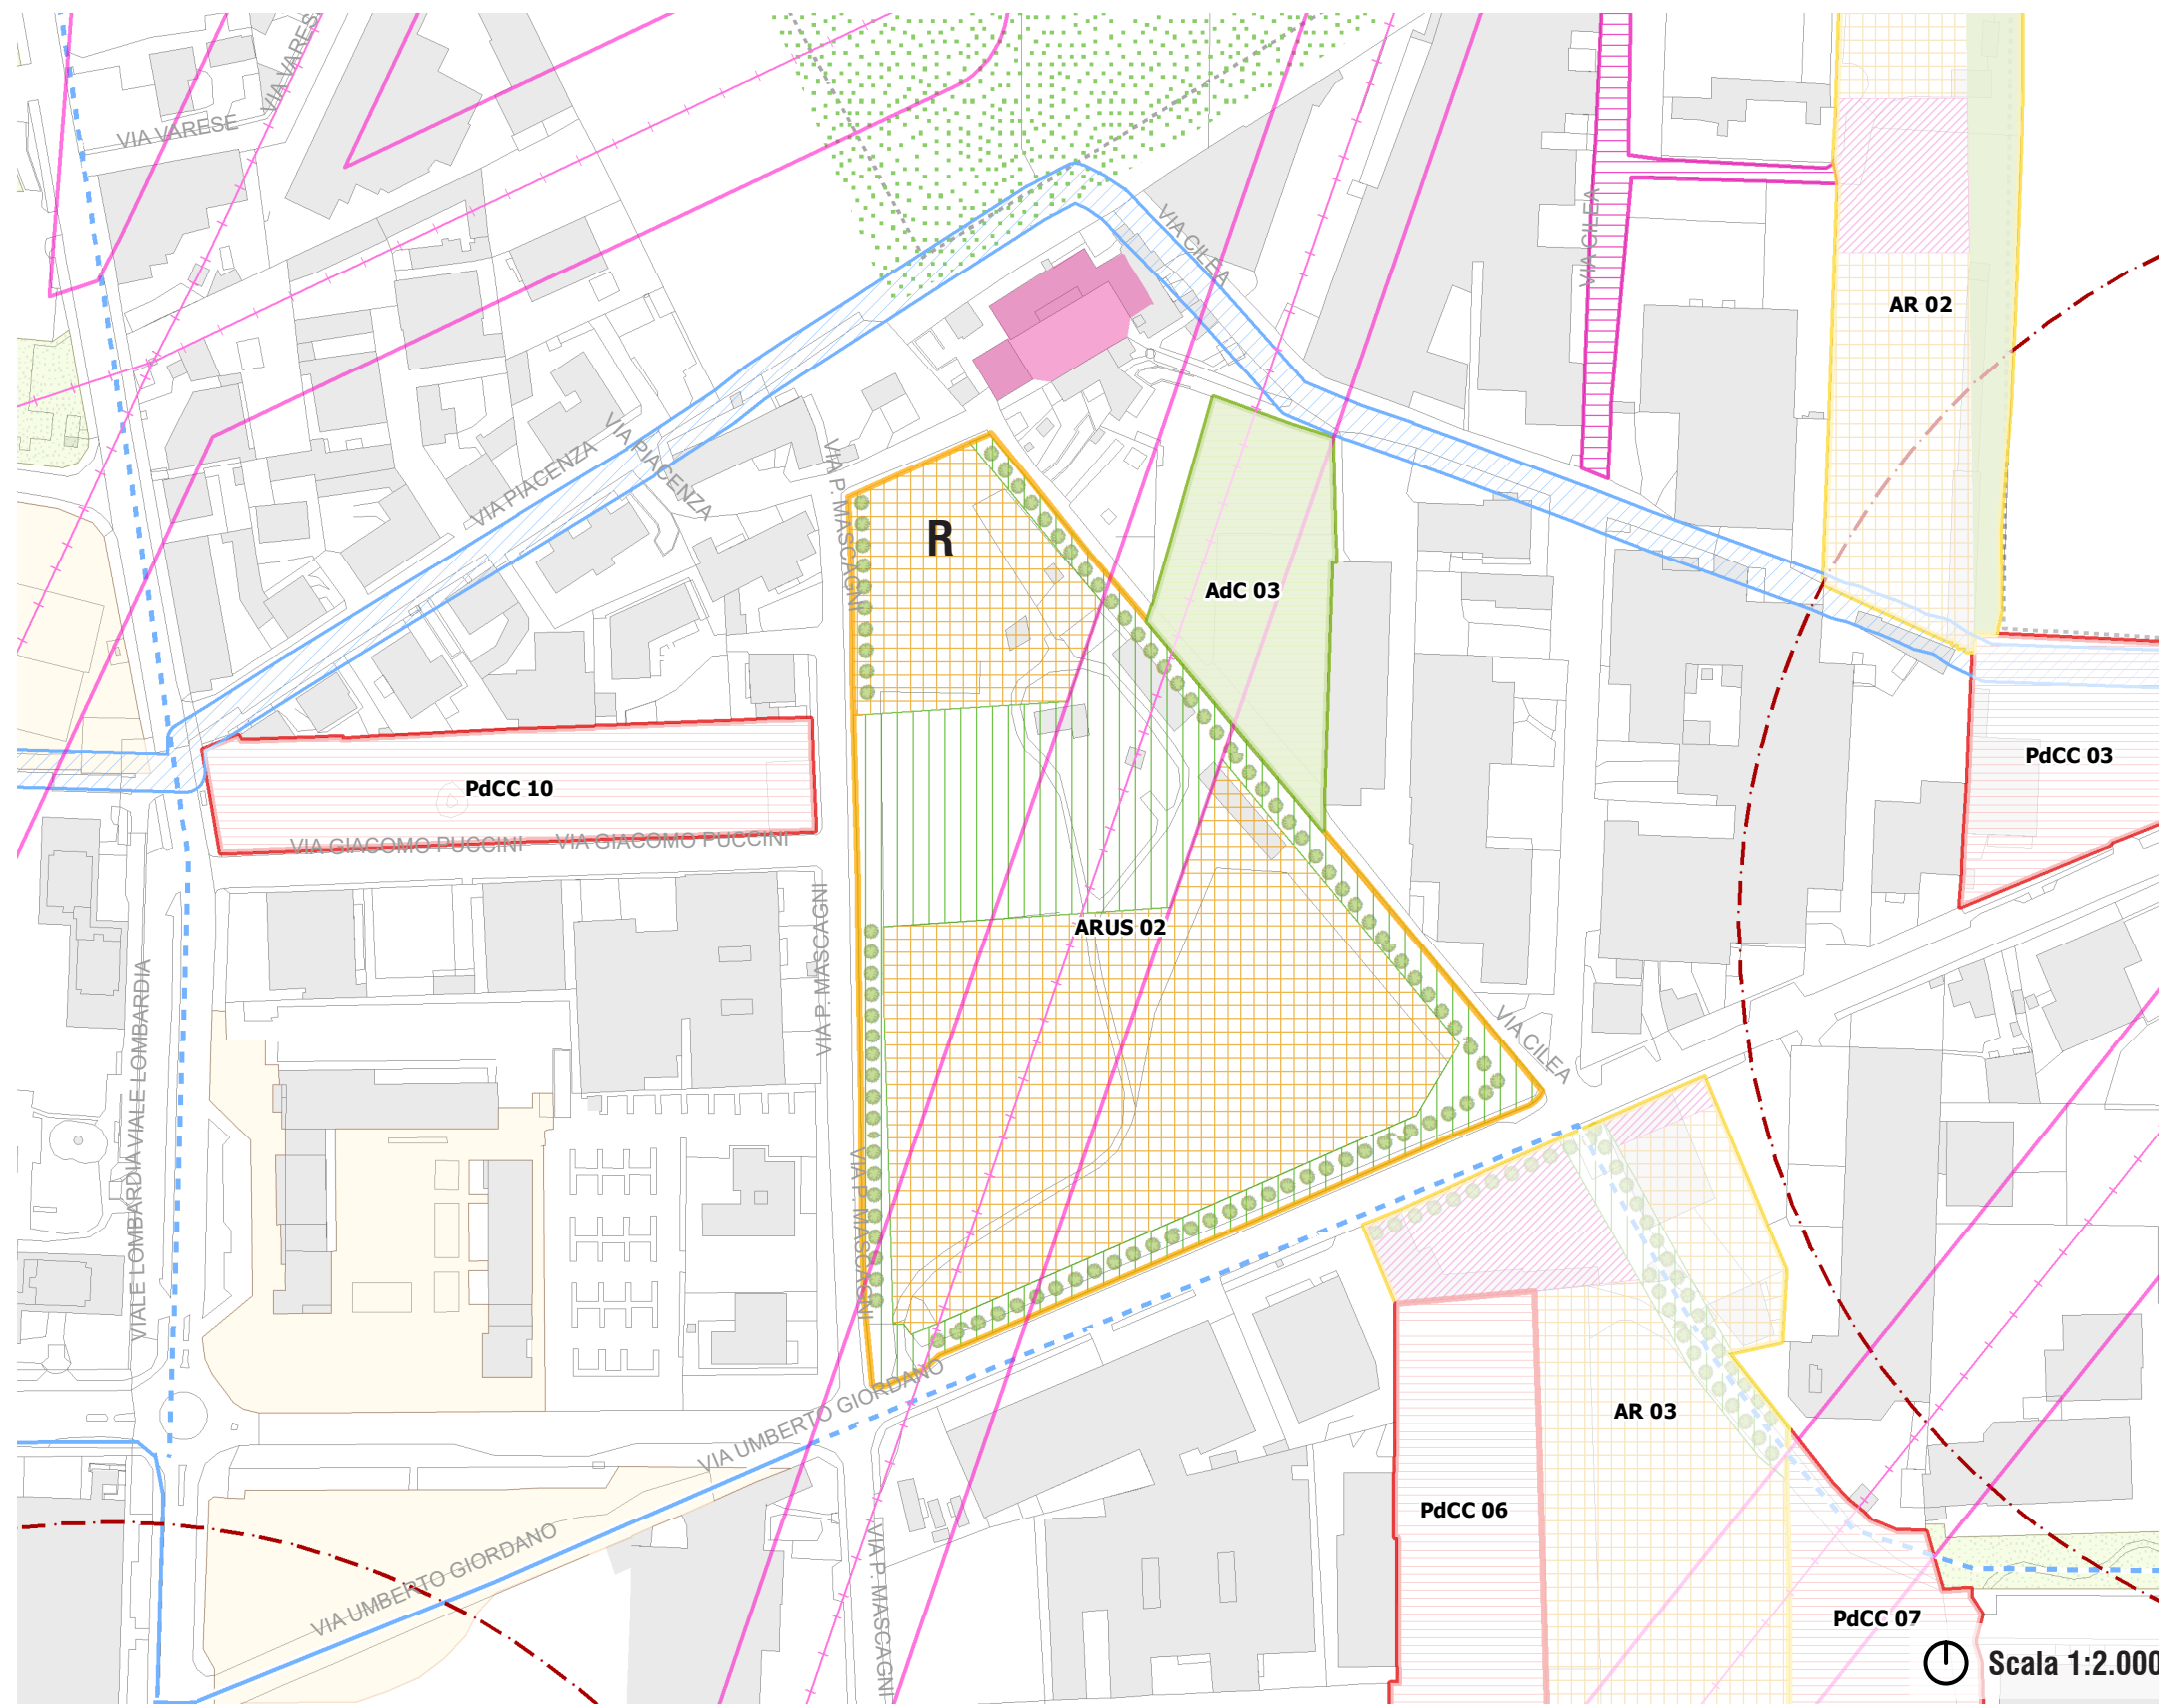 VIA VARESE
VIA VARESE
VIA CILEA
VIA CILEA
AR 02
VIA PIACENZA
VIA PIACENZA
VIA P. MASCAGNI
R
AdC 03
PdCC 03
PdCC 10
VIA GIACOMO PUCCINI
VIA GIACOMO PUCCINI
VIA P. MASCAGNI
ARUS 02
VIALE LOMBARDIA
VIALE LOMBARDIA
VIA CILEA
VIA P. MASCAGNI
VIA UMBERTO GIORDANO
AR 03
PdCC 06
VIA UMBERTO GIORDANO
VIA P. MASCAGNI
PdCC 07
Scala 1:2.000